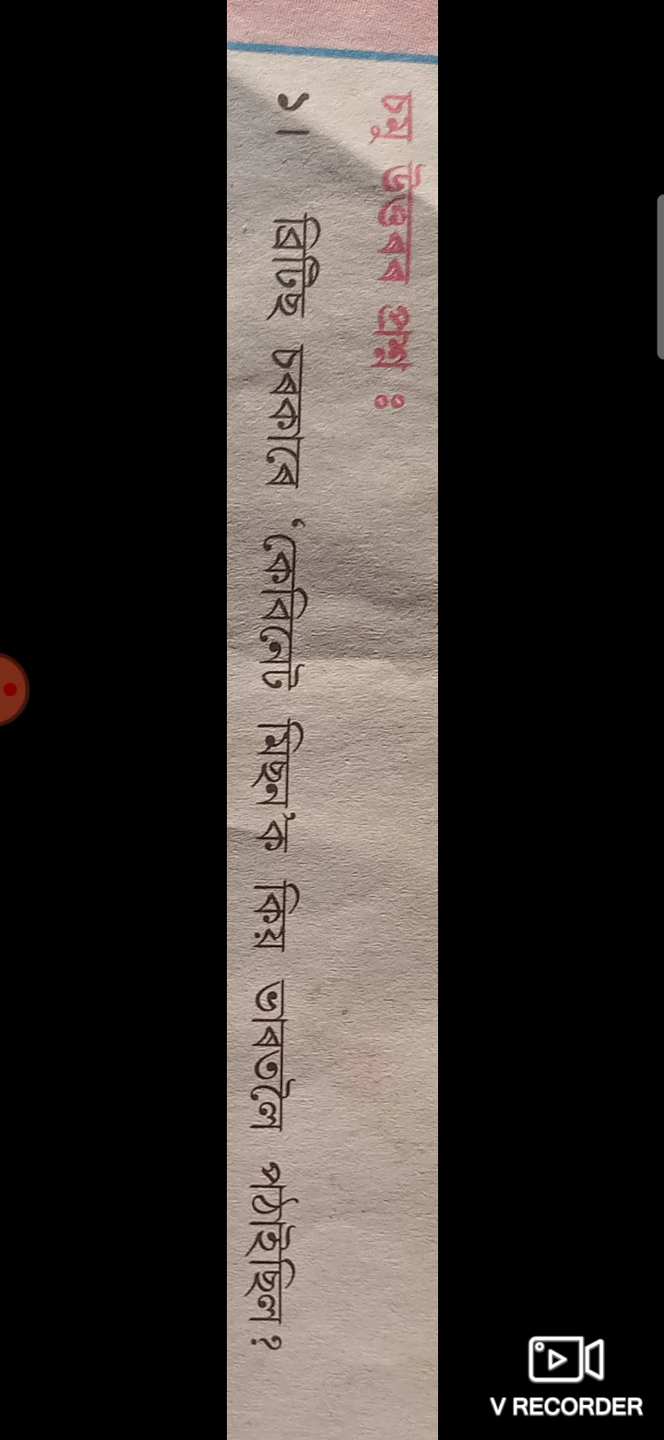 চমু উত্তৰৰ প্ৰশ্ন :
১। ব্ৰিটিছ চৰকাৰে ‘কেবিনেট মিছন’ক কিয় ভাৰতলৈ পঠাইছিল?
V RECORDER